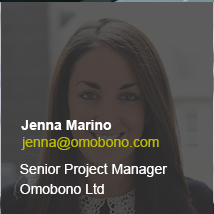 Jenna Marino
jenna@omobono.com
Senior Project Manager
Omobono Ltd